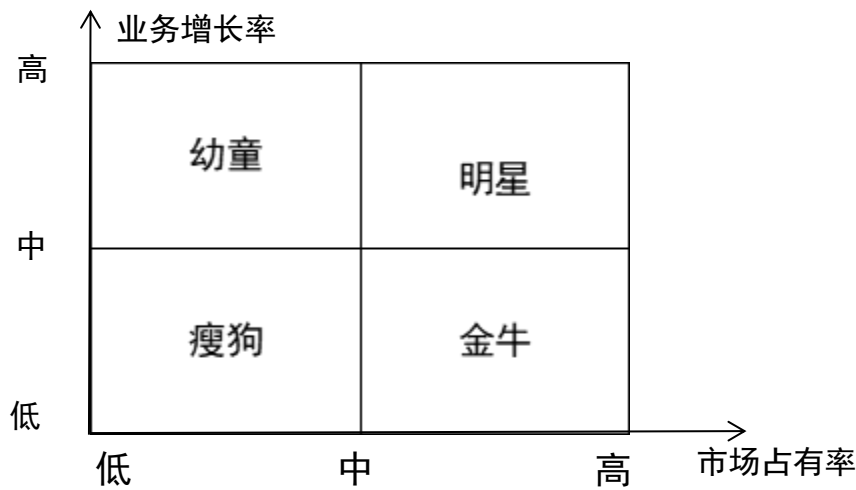 业务增长率
高
幼童
明星
中
瘦狗
金牛
低
低 中 高 市场占有率